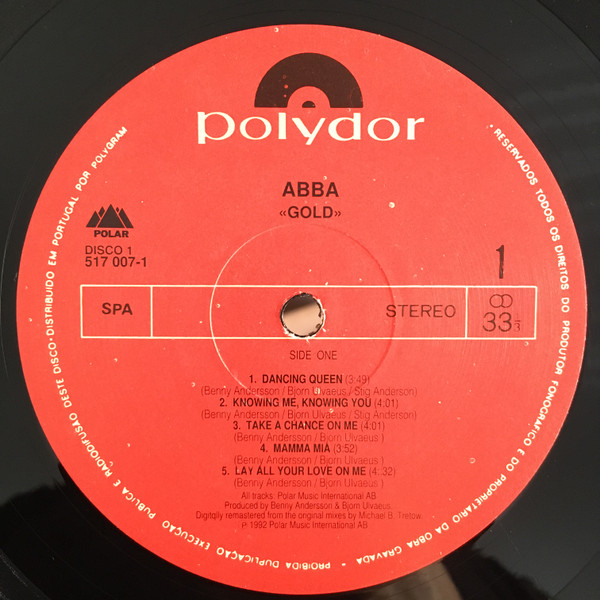 polydor
ABBA
«GOLD»
POLAR
DISCO 1
517 007-1
1
SPA
STEREO
33 1/3
SIDE ONE
1. DANCING QUEEN (3:49)
(Benny Andersson / Bjorn Ulvaeus / Stig Anderson)
2. KNOWING ME, KNOWING YOU (4:01)
(Benny Andersson / Bjorn Ulvaeus / Stig Anderson)
3. TAKE A CHANCE ON ME (4:01)
(Benny Andersson / Bjorn Ulvaeus )
4. MAMMA MIA (3:52)
(Benny Andersson / Bjorn Ulvaeus )
5. LAY ALL YOUR LOVE ON ME (4..32)
(Benny Andersson / Bjorn Ulvaeus )
All tracks. Polar Music International AB
Produced by Benny Andersson & Bjorn Ulvaeus.
Digitqlly remastered from the original mixes by Michael B. Tretow.
℗ 1992 Polar Music International AB
• RESERVADOS TODOS OS DIREITOS DO PRODUTOR FONOGRÁFICO E DO PROPRIETÁRIO DA OBRA GRAVADA - PROIBIDA DUPLICAÇÃO EXECUÇÃO PUBLICA E RADIODIFUSÃO DESTE DISCO • DISTRIBUIDO EM PORTUGAL POR POLYGRAM